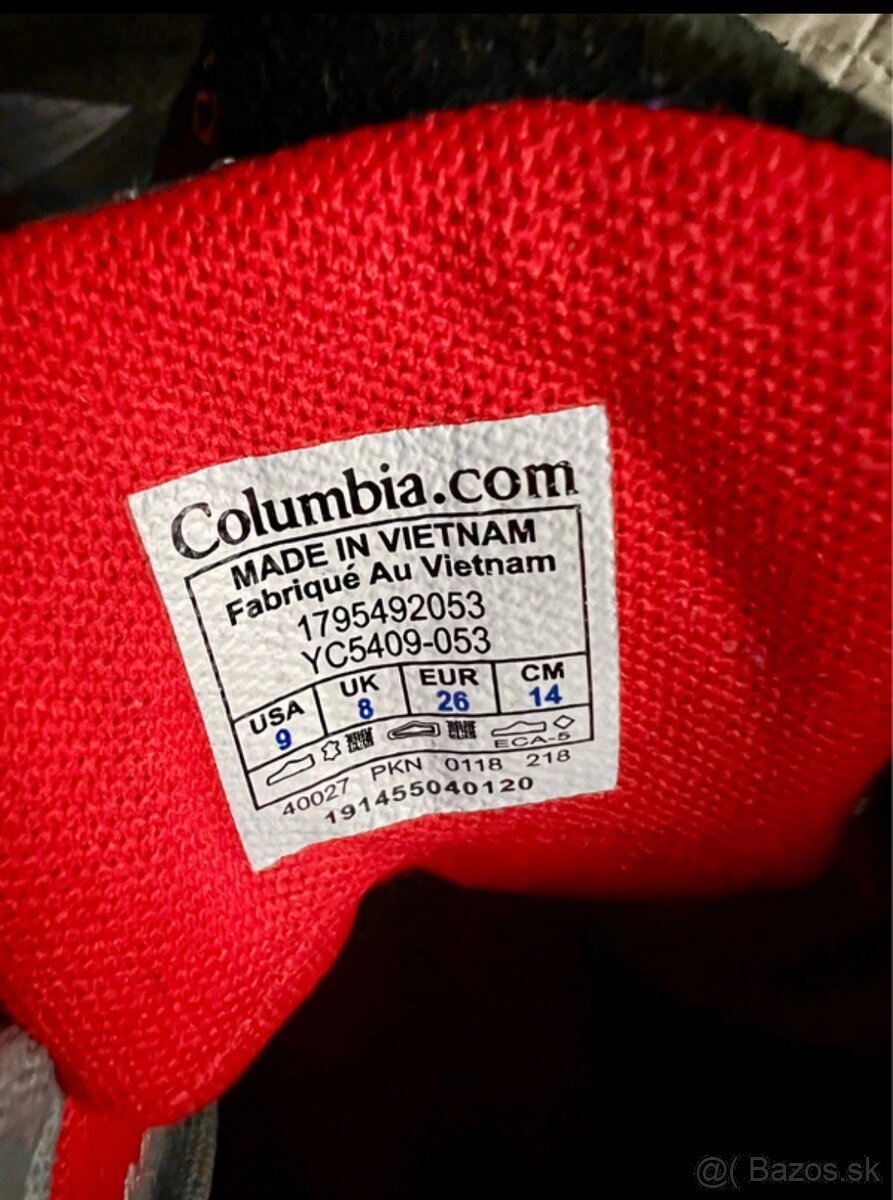 Columbia.com
MADE IN VIETNAM
Fabriqué Au Vietnam
1795492053
YC5409-053
USA UK EUR CM
9 8 26 14
ECA-5
40027 PKN 0118 218
191455040120
@( Bazos.sk